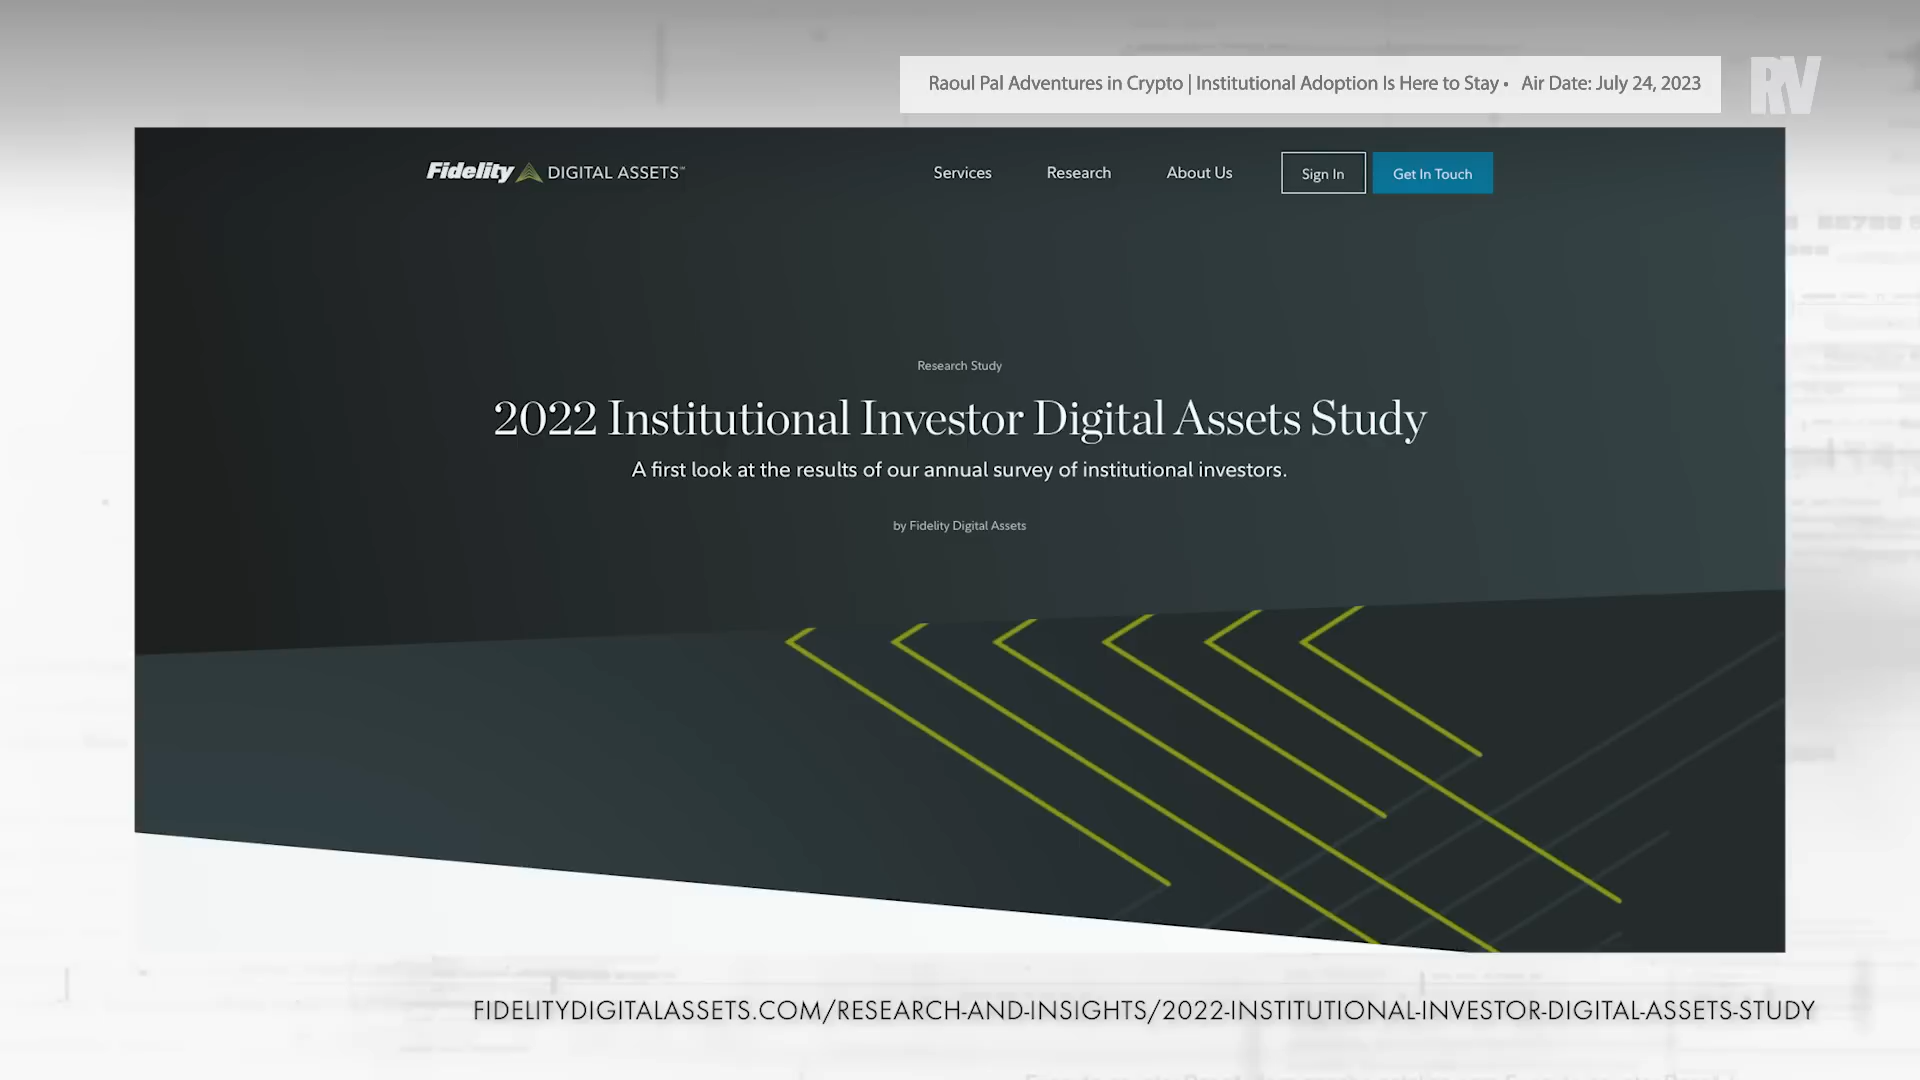 Raoul Pal Adventures in Crypto | Institutional Adoption Is Here to Stay • Air Date: July 24, 2023
RV
Fidelity DIGITAL ASSETS℠
Services
Research
About Us
Sign In
Get In Touch
Research Study
2022 Institutional Investor Digital Assets Study
A first look at the results of our annual survey of institutional investors.
by Fidelity Digital Assets
FIDELITYDIGITALASSETS.COM/RESEARCH-AND-INSIGHTS/2022-INSTITUTIONAL-INVESTOR-DIGITAL-ASSETS-STUDY